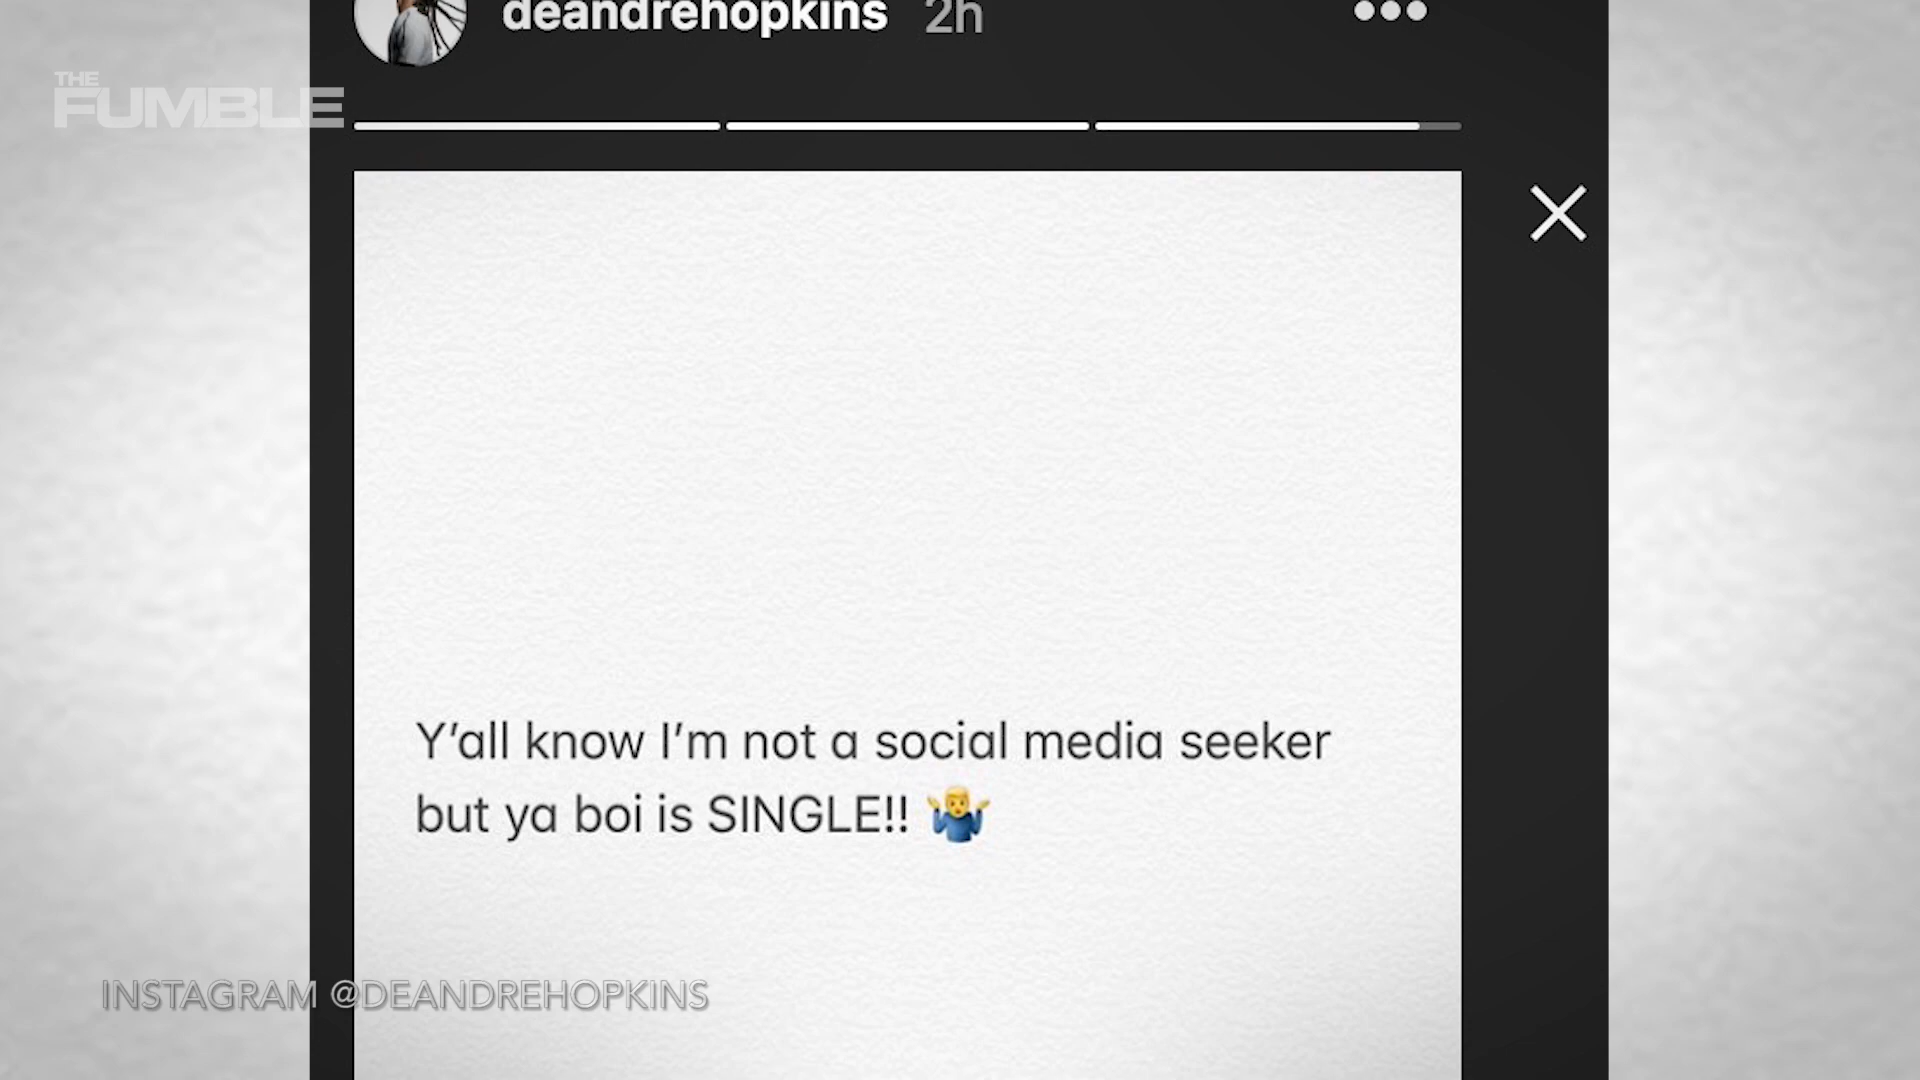 deandrehopkins 2h
THE
FUMBLE
Y'all know I'm not a social media seeker
but ya boi is SINGLE!! 🤷‍♂️
INSTAGRAM @DEANDREHOPKINS